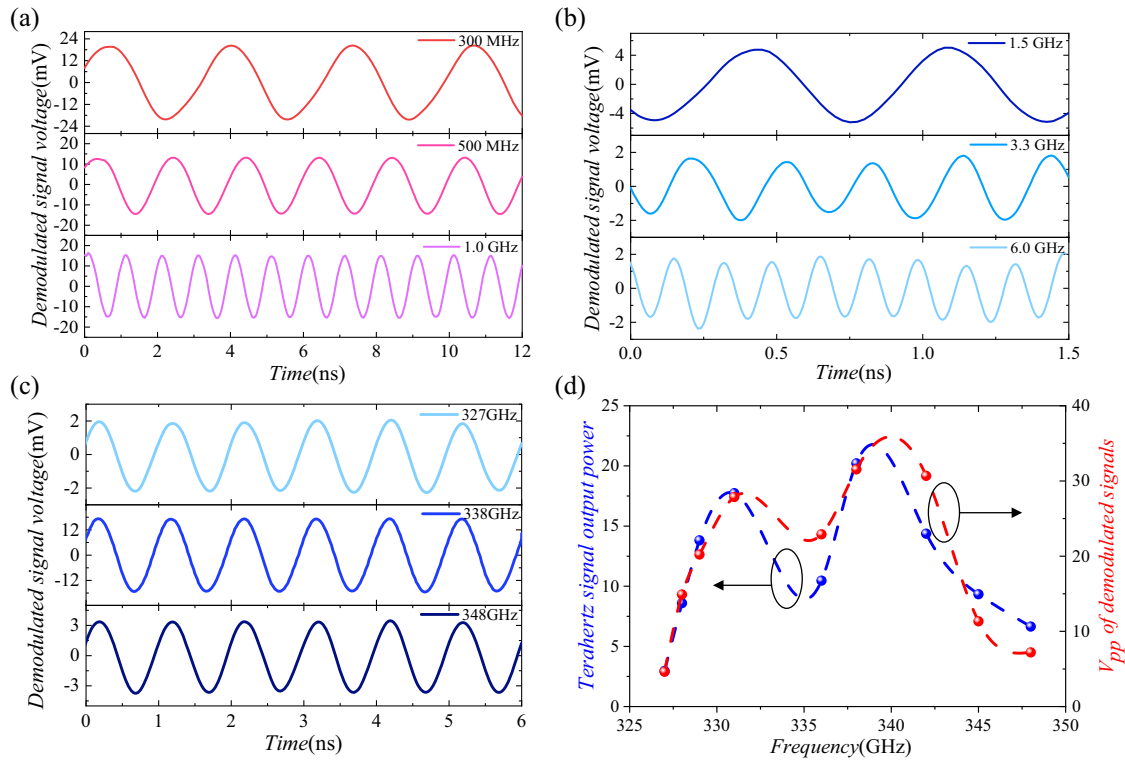 (a)
Demodulated signal voltage(mV)
24
12
0
-12
-24
300 MHz
20
10
0
-10
-20
500 MHz
20
10
0
-10
-20
1.0 GHz
0 2 4 6 8 10 12
Time(ns)
(b)
Demodulated signal voltage(mV)
4
0
-4
1.5 GHz
2
0
-2
3.3 GHz
2
0
-2
6.0 GHz
0.0 0.5 1.0 1.5
Time(ns)
(c)
Demodulated signal voltage(mV)
2
0
-2
327GHz
12
0
-12
338GHz
3
0
-3
348GHz
0 1 2 3 4 5 6
Time(ns)
(d)
Terahertz signal output power
25
20
15
10
5
0
40
30
20
10
0
Vpp of demodulated signals
325 330 335 340 345 350
Frequency(GHz)